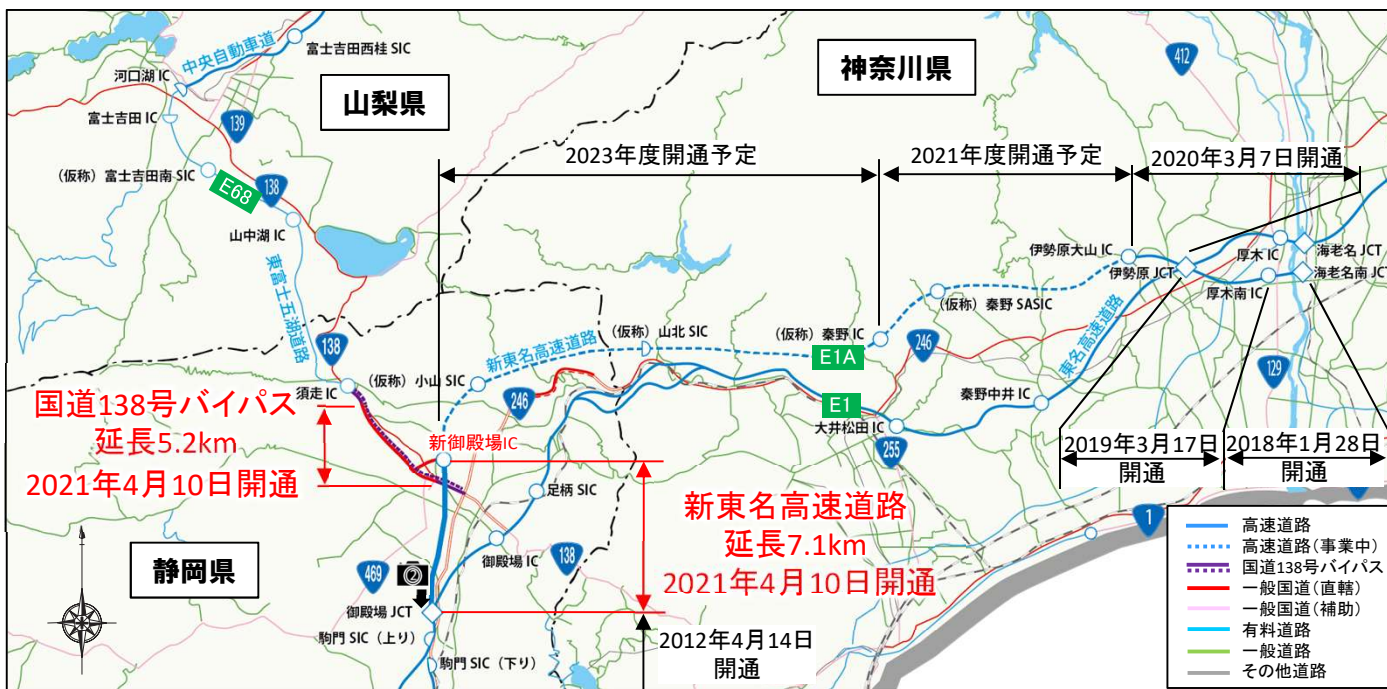 富士吉田西桂 SIC
中央自動車道
河口湖 IC
神奈川県
412
山梨県
富士吉田 IC
139
2023年度開通予定
2021年度開通予定
2020年3月7日開通
(仮称)富士吉田南 SIC
E68
138
山中湖 IC
東富士五湖道路
伊勢原大山 IC
厚木 IC
海老名 JCT
伊勢原 JCT
海老名南 JCT
厚木南 IC
(仮称)秦野 SASIC
(仮称)山北 SIC
(仮称)秦野 IC
新東名高速道路
E1A
246
東名高速道路
129
138
須走 IC
(仮称)小山 SIC
246
E1
秦野中井 IC
大井松田 IC
255
国道138号バイパス
延長5.2km
2021年4月10日開通
新御殿場IC
2019年3月17日
開通
2018年1月28日
開通
足柄 SIC
新東名高速道路
延長7.1km
2021年4月10日開通
1
静岡県
御殿場 IC
138
469
②
御殿場 JCT
駒門 SIC(上り)
駒門 SIC(下り)
2012年4月14日
開通
高速道路
高速道路(事業中)
国道138号バイパス
一般国道(直轄)
一般国道(補助)
有料道路
一般道路
その他道路